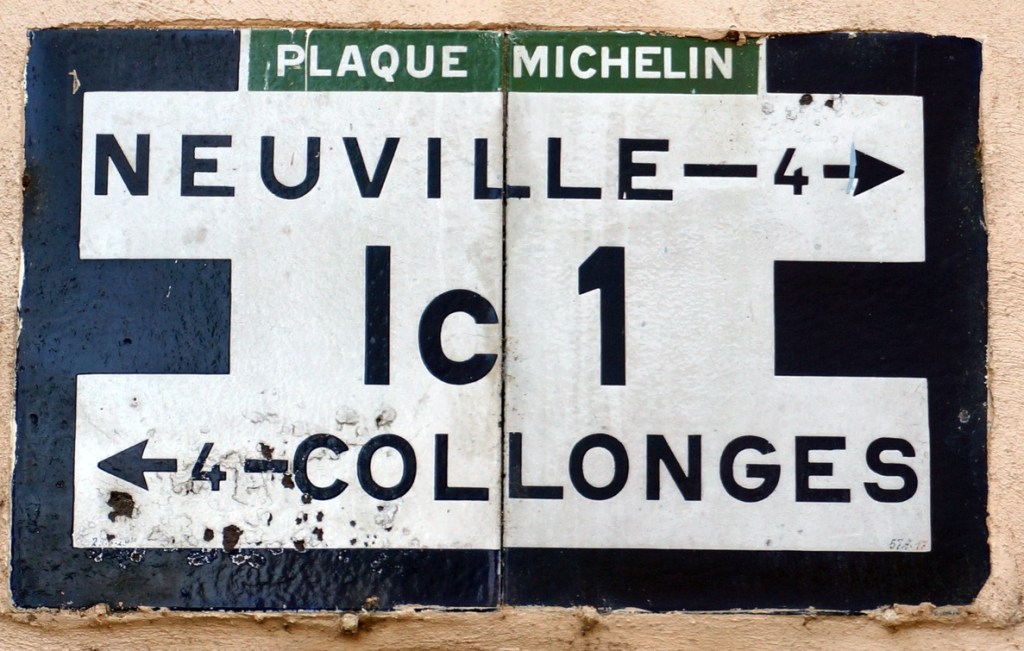 PLAQUE MICHELIN
NEUVILLE — 4 →
Ic 1
← 4 — COLLONGES